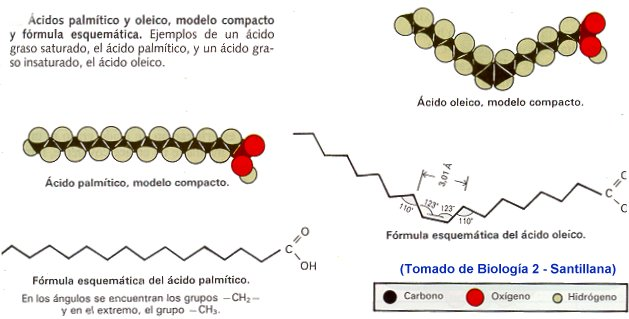 Ácidos palmítico y oleico, modelo compacto
y fórmula esquemática. Ejemplos de un ácido
graso saturado, el ácido palmítico, y un ácido gra-
so insaturado, el ácido oleico.
Ácido oleico, modelo compacto.
Ácido palmítico, modelo compacto.
3,01 Å
110° 123° 123° 110°
C
Fórmula esquemática del ácido oleico.
O
C
OH
Fórmula esquemática del ácido palmítico.
En los ángulos se encuentran los grupos –CH₂–
y en el extremo, el grupo –CH₃.
(Tomado de Biología 2 - Santillana)
Carbono Oxígeno Hidrógeno